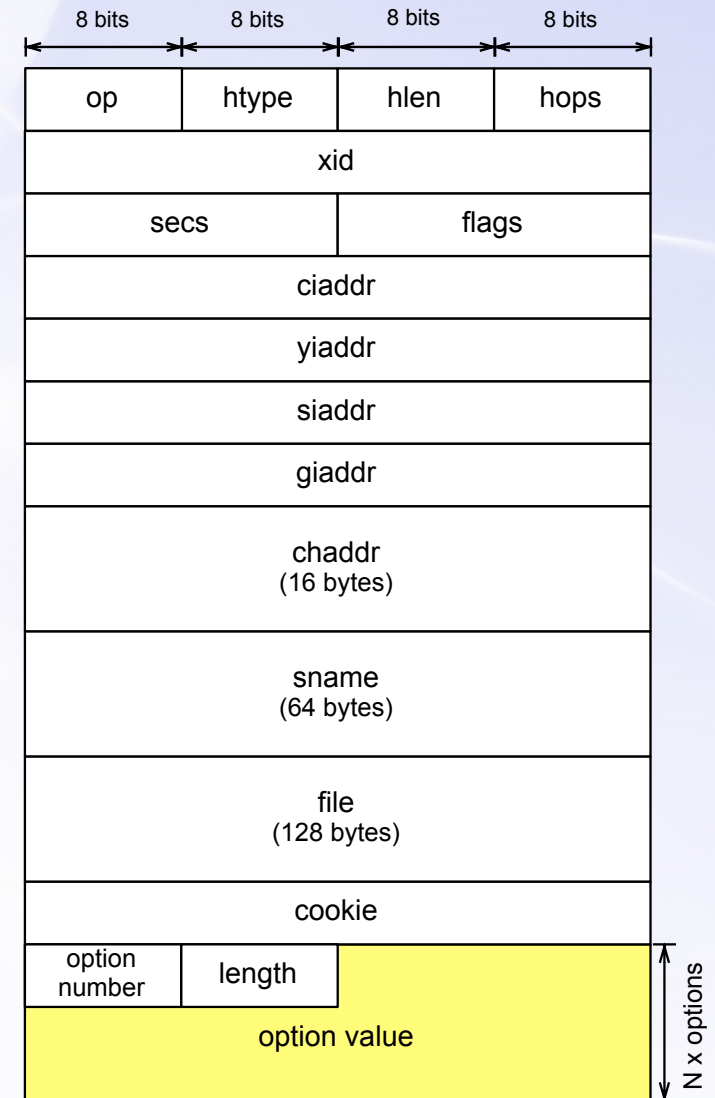 8 bits 8 bits 8 bits 8 bits
op htype hlen hops
xid
secs flags
ciaddr
yiaddr
siaddr
giaddr
chaddr
(16 bytes)
sname
(64 bytes)
file
(128 bytes)
cookie
option
number
length
option value
N x options